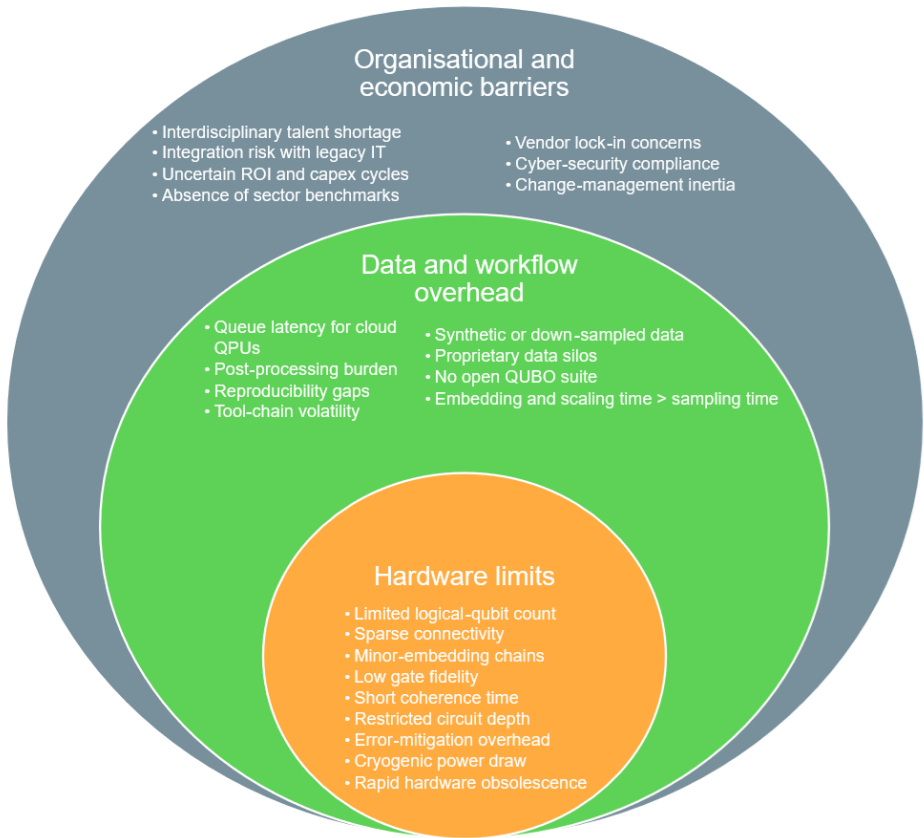 Organisational and
economic barriers
• Interdisciplinary talent shortage
• Integration risk with legacy IT
• Uncertain ROI and capex cycles
• Absence of sector benchmarks
• Vendor lock-in concerns
• Cyber-security compliance
• Change-management inertia
Data and workflow
overhead
• Queue latency for cloud
QPUs
• Post-processing burden
• Reproducibility gaps
• Tool-chain volatility
• Synthetic or down-sampled data
• Proprietary data silos
• No open QUBO suite
• Embedding and scaling time > sampling time
Hardware limits
• Limited logical-qubit count
• Sparse connectivity
• Minor-embedding chains
• Low gate fidelity
• Short coherence time
• Restricted circuit depth
• Error-mitigation overhead
• Cryogenic power draw
• Rapid hardware obsolescence